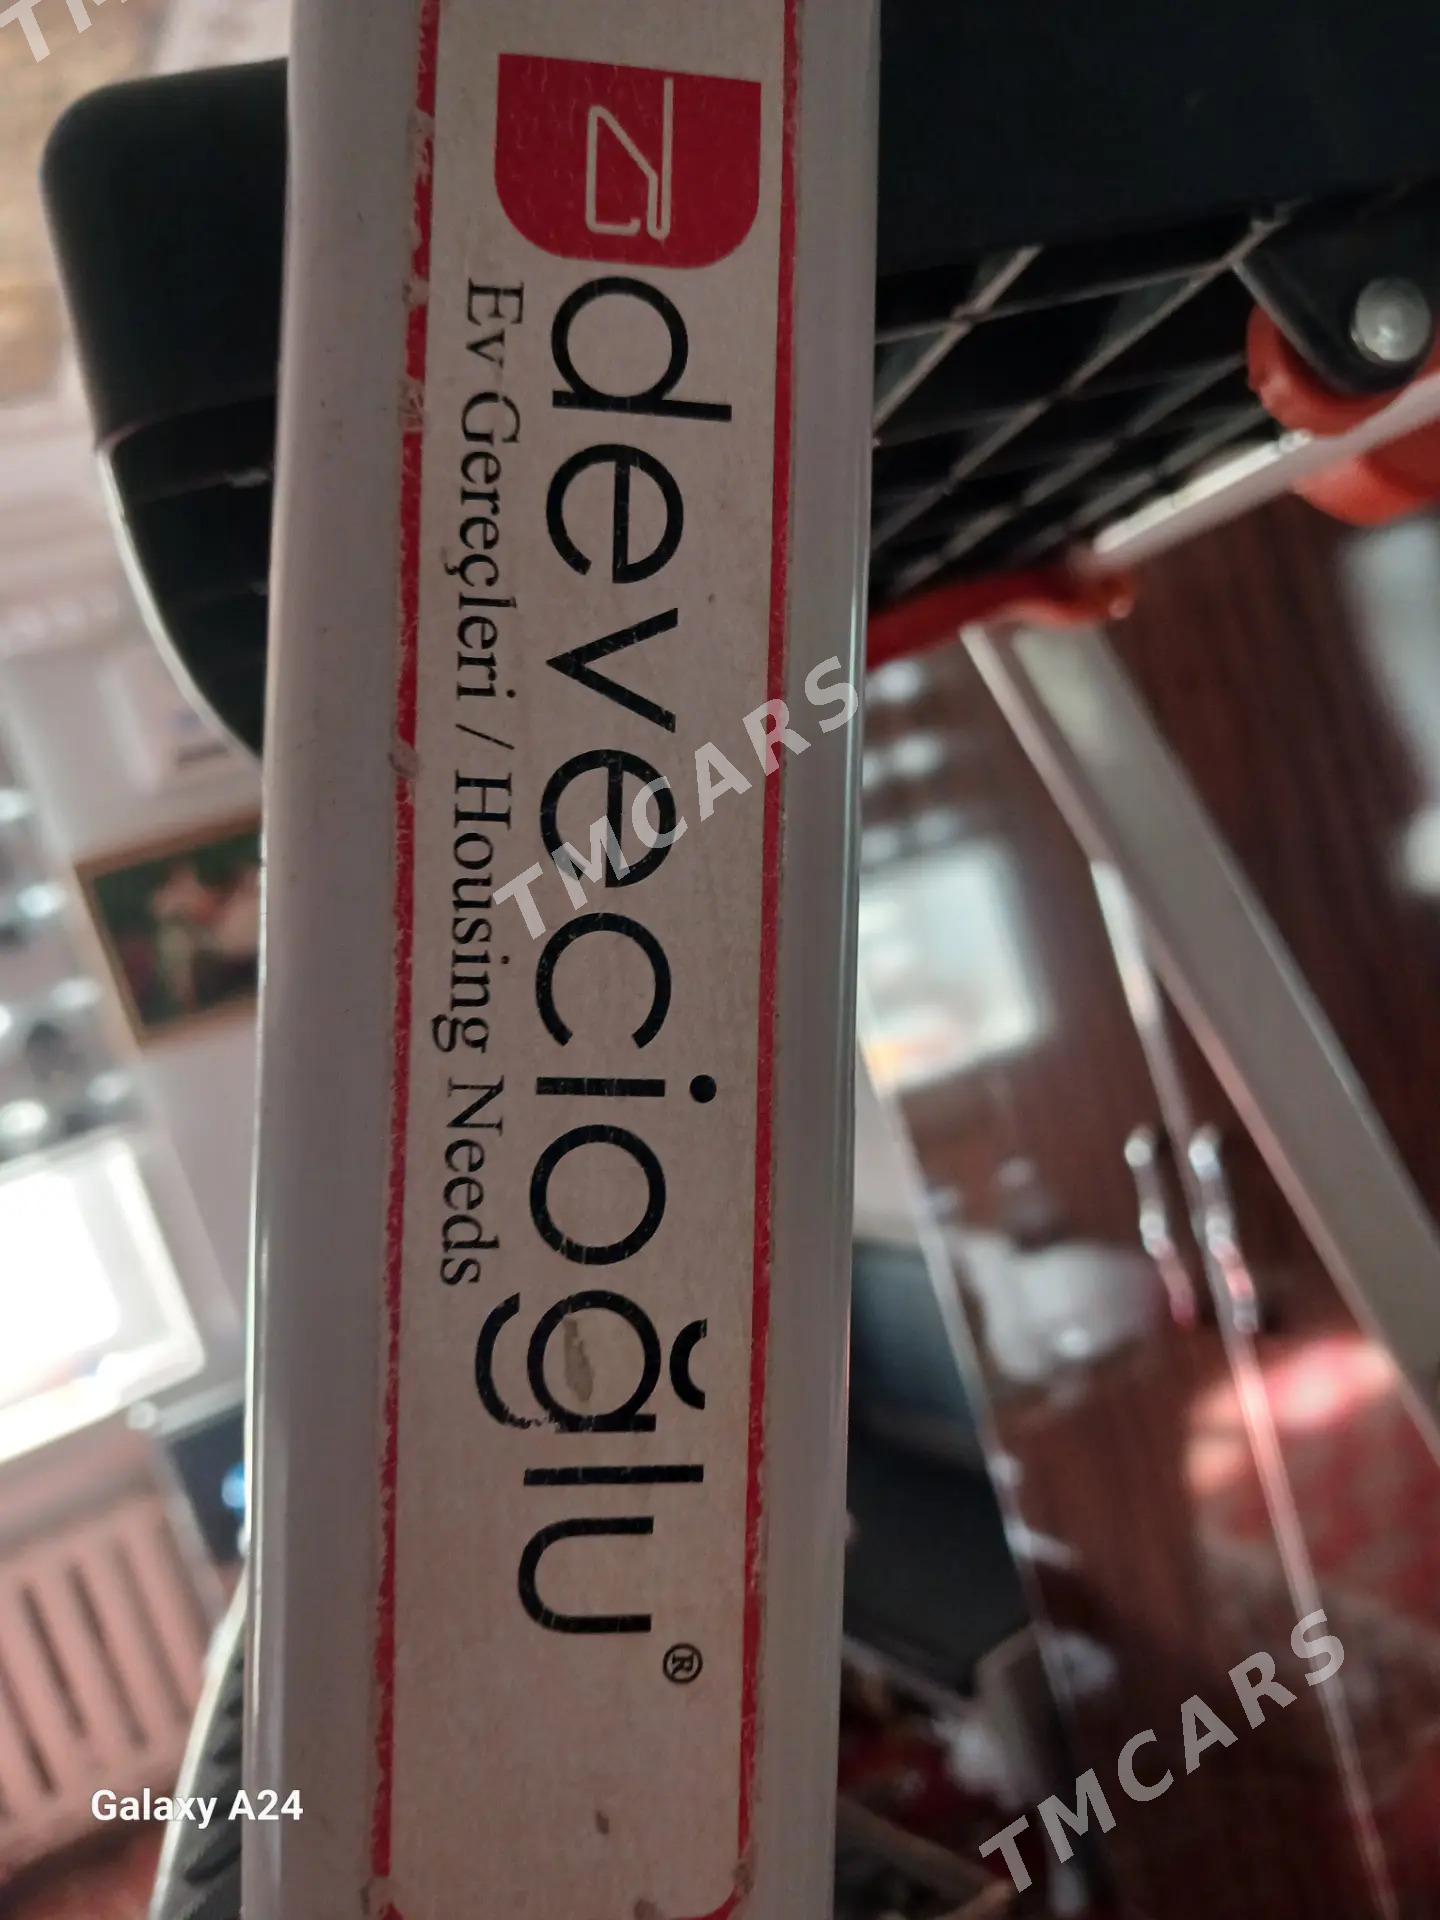 devecioğlu®
Ev Gereçleri / Housing Needs
TMCARS
TMCARS
Galaxy A24